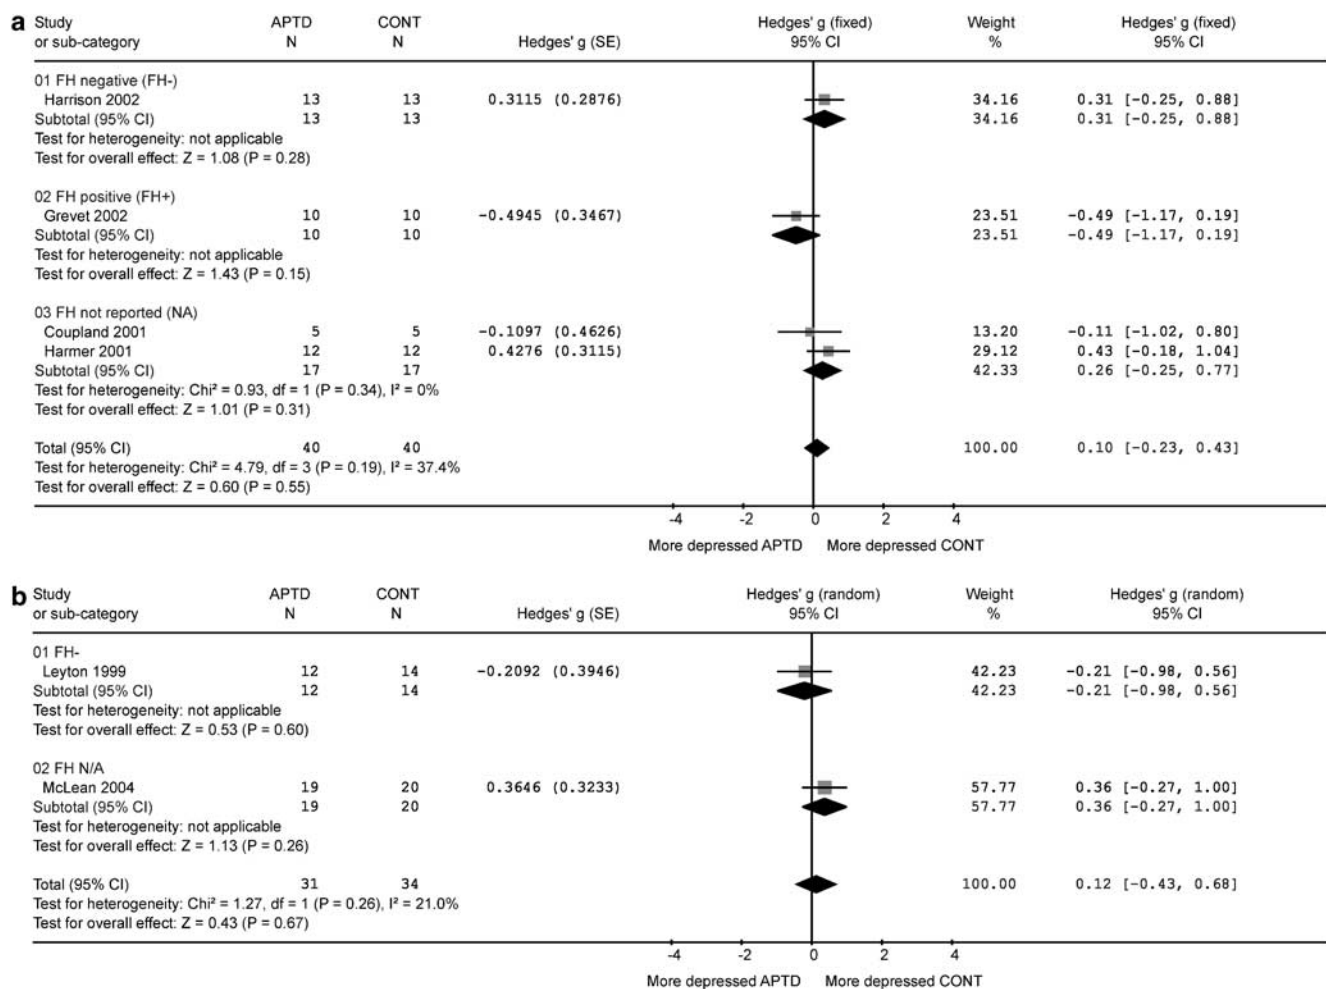 a Study APTD CONT Hedges' g (fixed) Weight Hedges' g (fixed)
or sub-category N N Hedges' g (SE) 95% CI % 95% CI
01 FH negative (FH-)
Harrison 2002 13 13 0.3115 (0.2876) 34.16 0.31 [-0.25, 0.88]
Subtotal (95% CI) 13 13 34.16 0.31 [-0.25, 0.88]
Test for heterogeneity: not applicable
Test for overall effect: Z = 1.08 (P = 0.28)
02 FH positive (FH+)
Grevet 2002 10 10 -0.4945 (0.3467) 23.51 -0.49 [-1.17, 0.19]
Subtotal (95% CI) 10 10 23.51 -0.49 [-1.17, 0.19]
Test for heterogeneity: not applicable
Test for overall effect: Z = 1.43 (P = 0.15)
03 FH not reported (NA)
Coupland 2001 5 5 -0.1097 (0.4626) 13.20 -0.11 [-1.02, 0.80]
Harmer 2001 12 12 0.4276 (0.3115) 29.12 0.43 [-0.18, 1.04]
Subtotal (95% CI) 17 17 42.33 0.26 [-0.25, 0.77]
Test for heterogeneity: Chi² = 0.93, df = 1 (P = 0.34), I² = 0%
Test for overall effect: Z = 1.01 (P = 0.31)
Total (95% CI) 40 40 100.00 0.10 [-0.23, 0.43]
Test for heterogeneity: Chi² = 4.79, df = 3 (P = 0.19), I² = 37.4%
Test for overall effect: Z = 0.60 (P = 0.55)
-4 -2 0 2 4
More depressed APTD More depressed CONT
b Study APTD CONT Hedges' g (random) Weight Hedges' g (random)
or sub-category N N Hedges' g (SE) 95% CI % 95% CI
01 FH-
Leyton 1999 12 14 -0.2092 (0.3946) 42.23 -0.21 [-0.98, 0.56]
Subtotal (95% CI) 12 14 42.23 -0.21 [-0.98, 0.56]
Test for heterogeneity: not applicable
Test for overall effect: Z = 0.53 (P = 0.60)
02 FH N/A
McLean 2004 19 20 0.3646 (0.3233) 57.77 0.36 [-0.27, 1.00]
Subtotal (95% CI) 19 20 57.77 0.36 [-0.27, 1.00]
Test for heterogeneity: not applicable
Test for overall effect: Z = 1.13 (P = 0.26)
Total (95% CI) 31 34 100.00 0.12 [-0.43, 0.68]
Test for heterogeneity: Chi² = 1.27, df = 1 (P = 0.26), I² = 21.0%
Test for overall effect: Z = 0.43 (P = 0.67)
-4 -2 0 2 4
More depressed APTD More depressed CONT